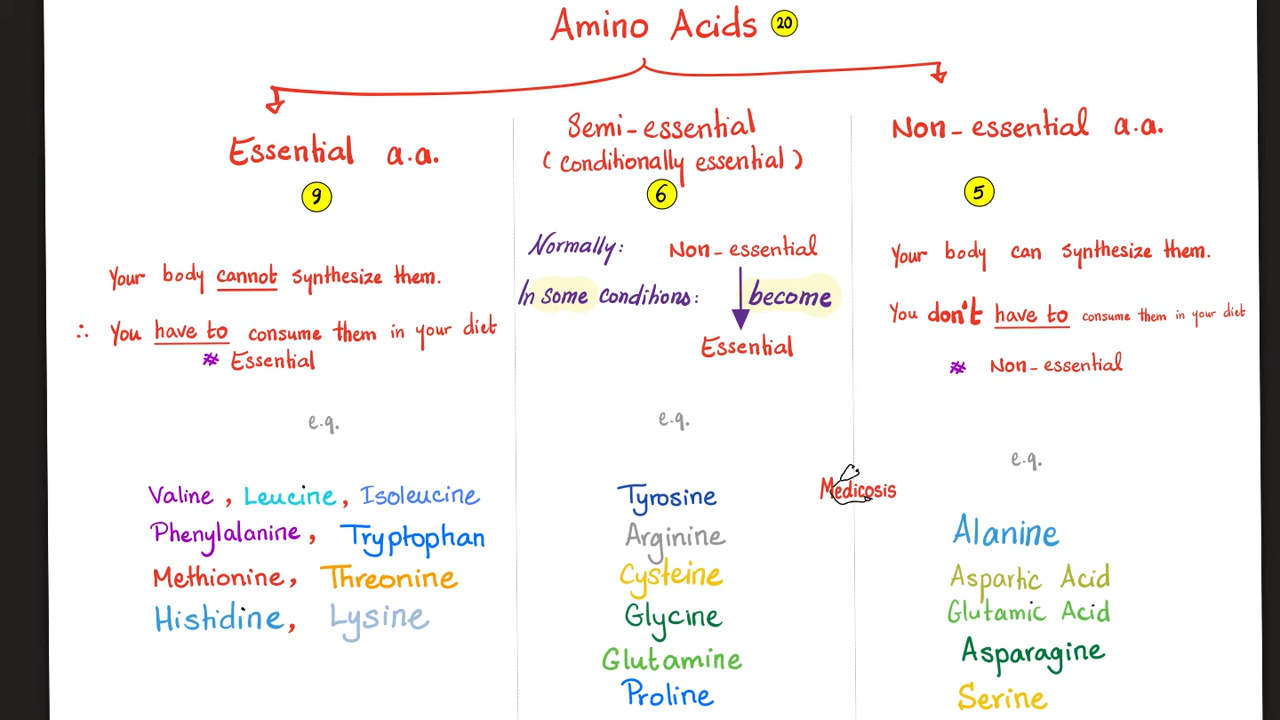 Amino Acids 20
Essential a.a.
9
Your body cannot synthesize them.
∴ You have to consume them in your diet
* Essential
e.g.
Valine, Leucine, Isoleucine
Phenylalanine, Tryptophan
Methionine, Threonine
Histidine, Lysine
Semi-essential
(Conditionally essential)
6
Normally: Non-essential
In some conditions: become
Essential
e.g.
Tyrosine
Arginine
Cysteine
Glycine
Glutamine
Proline
Medicosis
Non-essential a.a.
5
Your body can synthesize them.
You don't have to consume them in your diet
* Non-essential
e.g.
Alanine
Aspartic Acid
Glutamic Acid
Asparagine
Serine